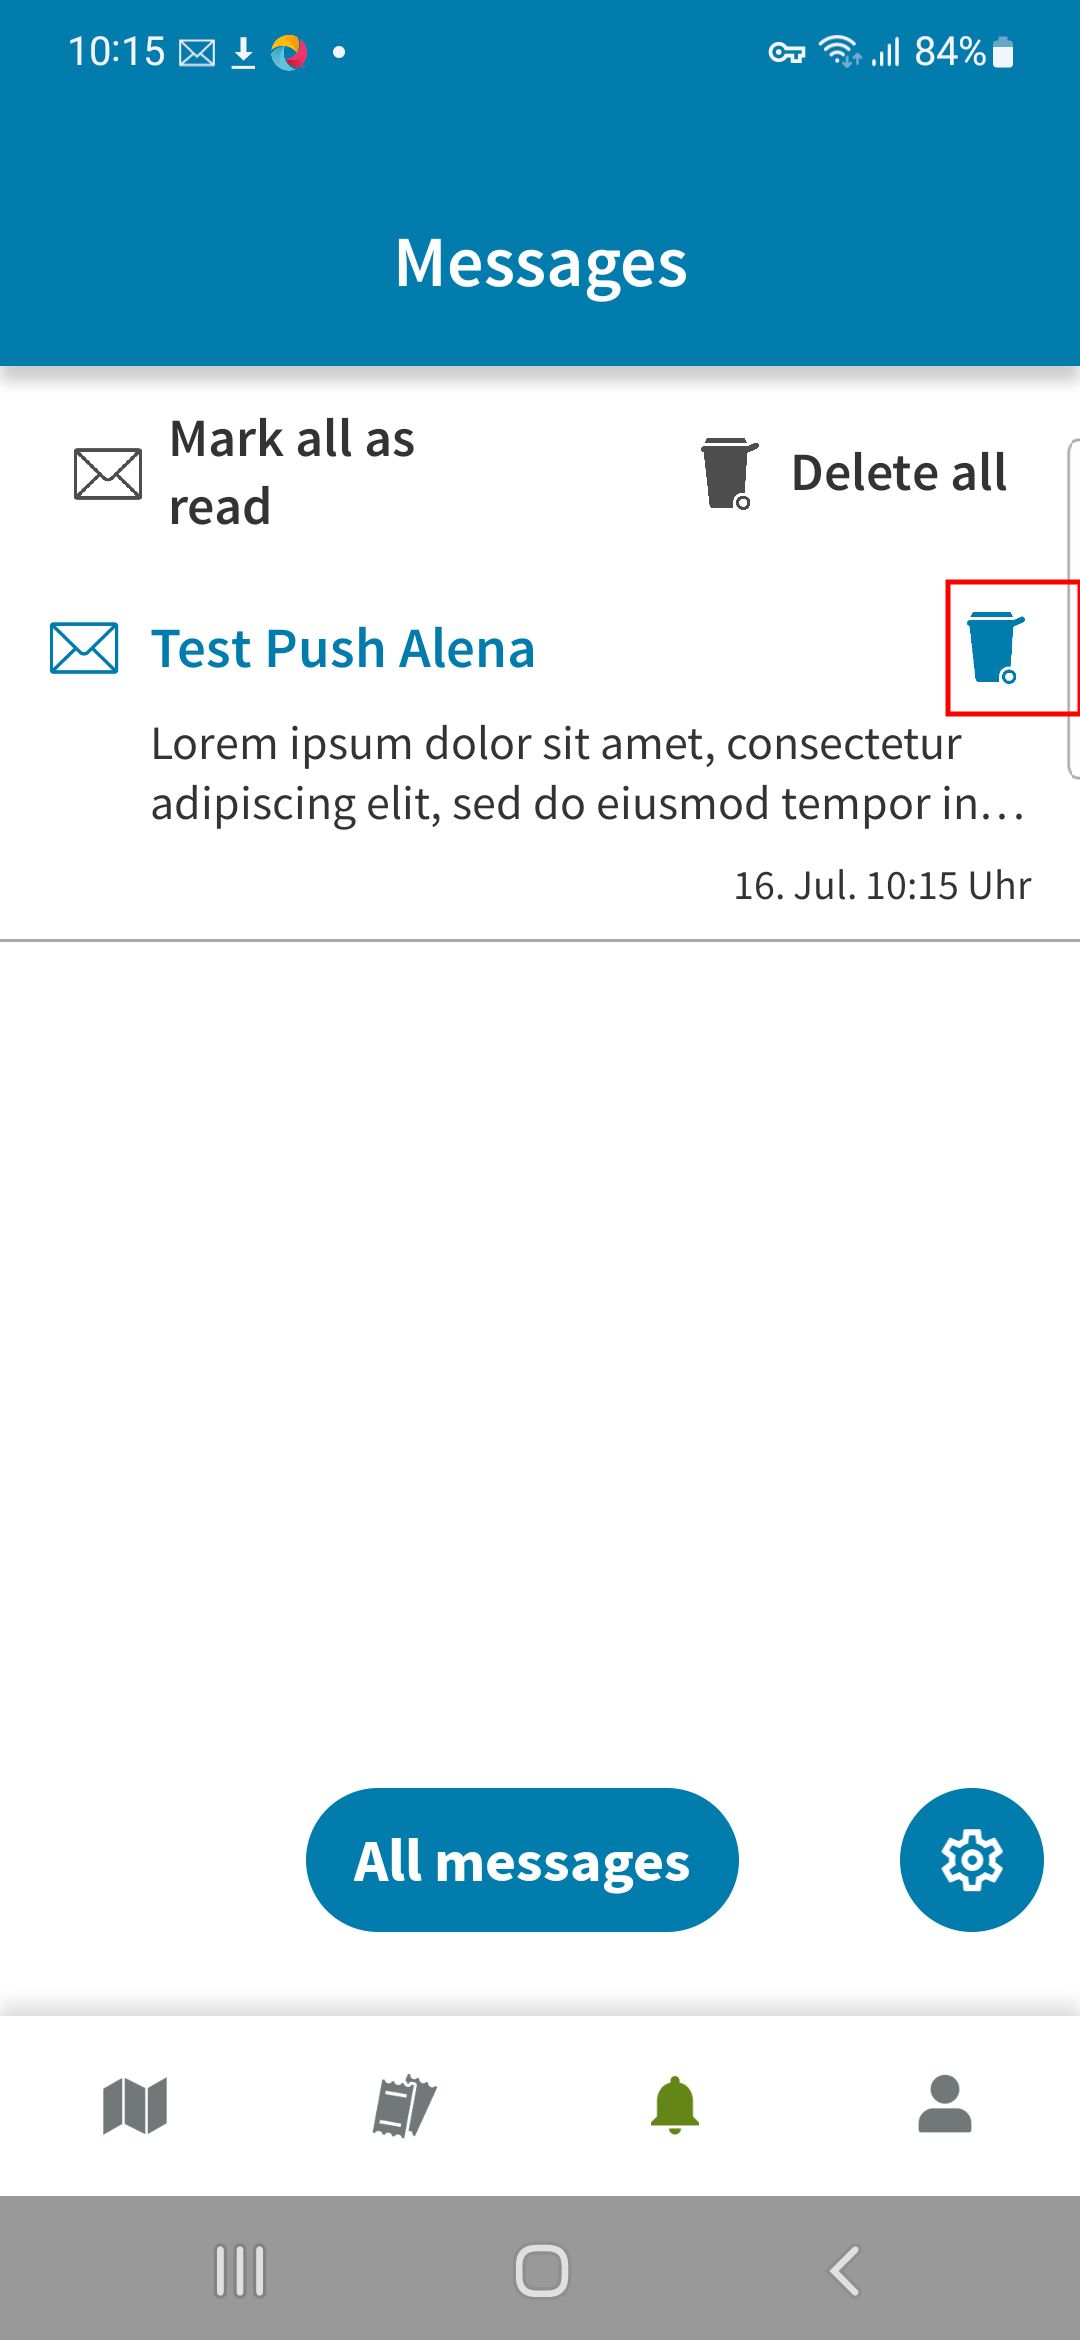 10:15
84%
Messages
Mark all as
read
Delete all
Test Push Alena
Lorem ipsum dolor sit amet, consectetur
adipiscing elit, sed do eiusmod tempor in…
16. Jul. 10:15 Uhr
All messages